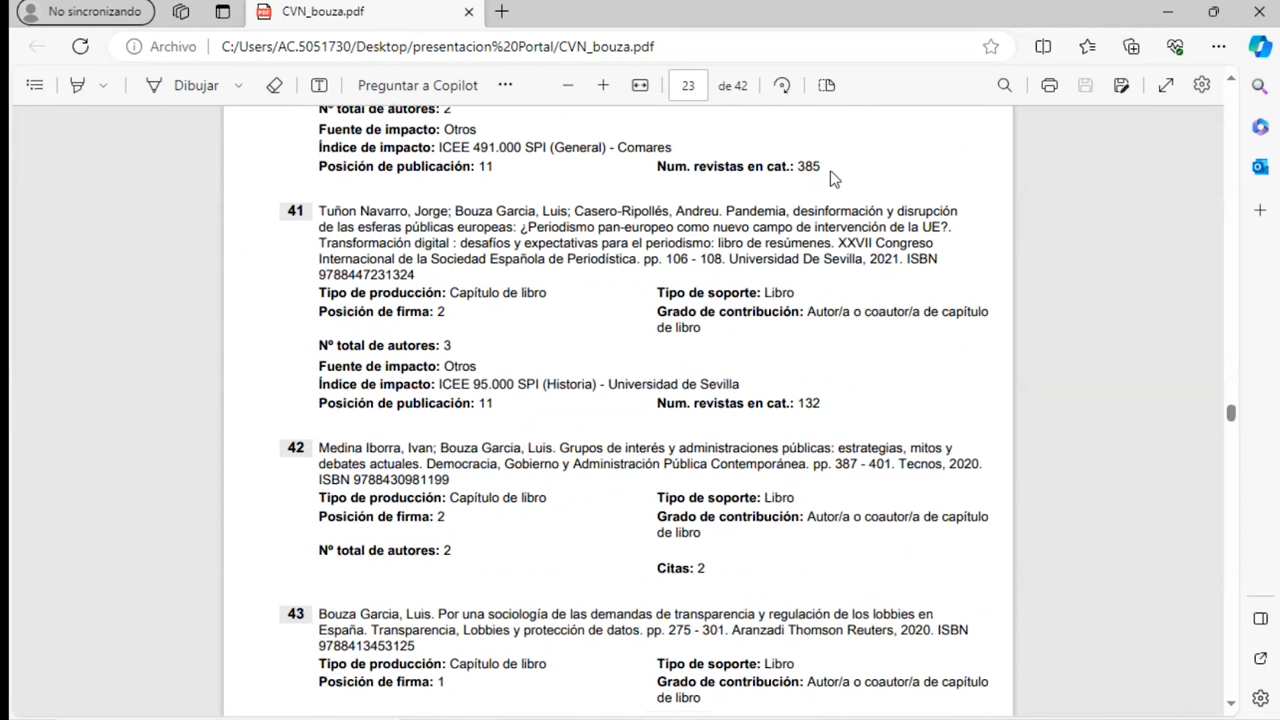 No sincronizando
CVN_bouza.pdf
Archivo
C:/Users/AC.5051730/Desktop/presentacion%20Portal/CVN_bouza.pdf
Dibujar
Preguntar a Copilot
23
de 42
Nº total de autores: 2
Fuente de impacto: Otros
Índice de impacto: ICEE 491.000 SPI (General) - Comares
Posición de publicación: 11 Num. revistas en cat.: 385
41 Tuñon Navarro, Jorge; Bouza Garcia, Luis; Casero-Ripollés, Andreu. Pandemia, desinformación y disrupción
de las esferas públicas europeas: ¿Periodismo pan-europeo como nuevo campo de intervención de la UE?.
Transformación digital : desafíos y expectativas para el periodismo: libro de resúmenes. XXVII Congreso
Internacional de la Sociedad Española de Periodística. pp. 106 - 108. Universidad De Sevilla, 2021. ISBN
9788447231324
Tipo de producción: Capítulo de libro Tipo de soporte: Libro
Posición de firma: 2 Grado de contribución: Autor/a o coautor/a de capítulo
de libro
Nº total de autores: 3
Fuente de impacto: Otros
Índice de impacto: ICEE 95.000 SPI (Historia) - Universidad de Sevilla
Posición de publicación: 11 Num. revistas en cat.: 132
42 Medina Iborra, Ivan; Bouza Garcia, Luis. Grupos de interés y administraciones públicas: estrategias, mitos y
debates actuales. Democracia, Gobierno y Administración Pública Contemporánea. pp. 387 - 401. Tecnos, 2020.
ISBN 9788430981199
Tipo de producción: Capítulo de libro Tipo de soporte: Libro
Posición de firma: 2 Grado de contribución: Autor/a o coautor/a de capítulo
de libro
Nº total de autores: 2
Citas: 2
43 Bouza Garcia, Luis. Por una sociología de las demandas de transparencia y regulación de los lobbies en
España. Transparencia, Lobbies y protección de datos. pp. 275 - 301. Aranzadi Thomson Reuters, 2020. ISBN
9788413453125
Tipo de producción: Capítulo de libro Tipo de soporte: Libro
Posición de firma: 1 Grado de contribución: Autor/a o coautor/a de capítulo
de libro